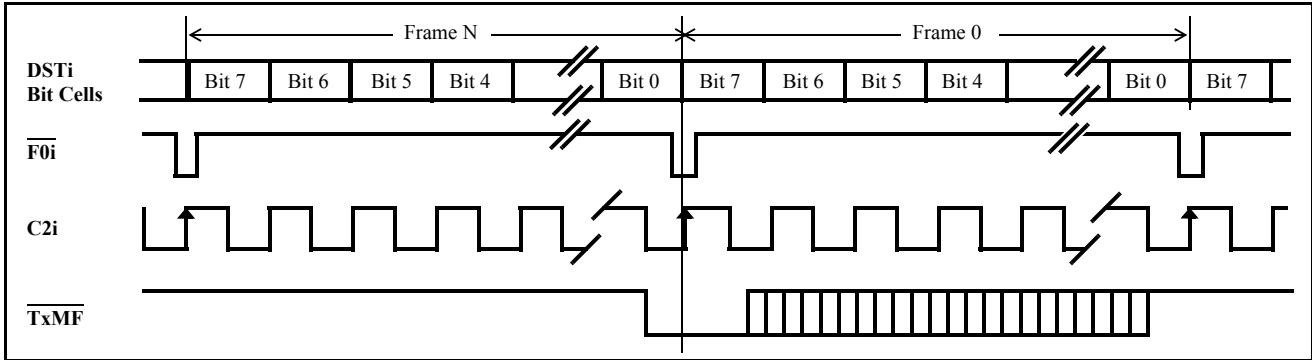 Frame N Frame 0
DSTi
Bit Cells
Bit 7 Bit 6 Bit 5 Bit 4 Bit 0 Bit 7 Bit 6 Bit 5 Bit 4 Bit 0 Bit 7
F0i
C2i
TxMF